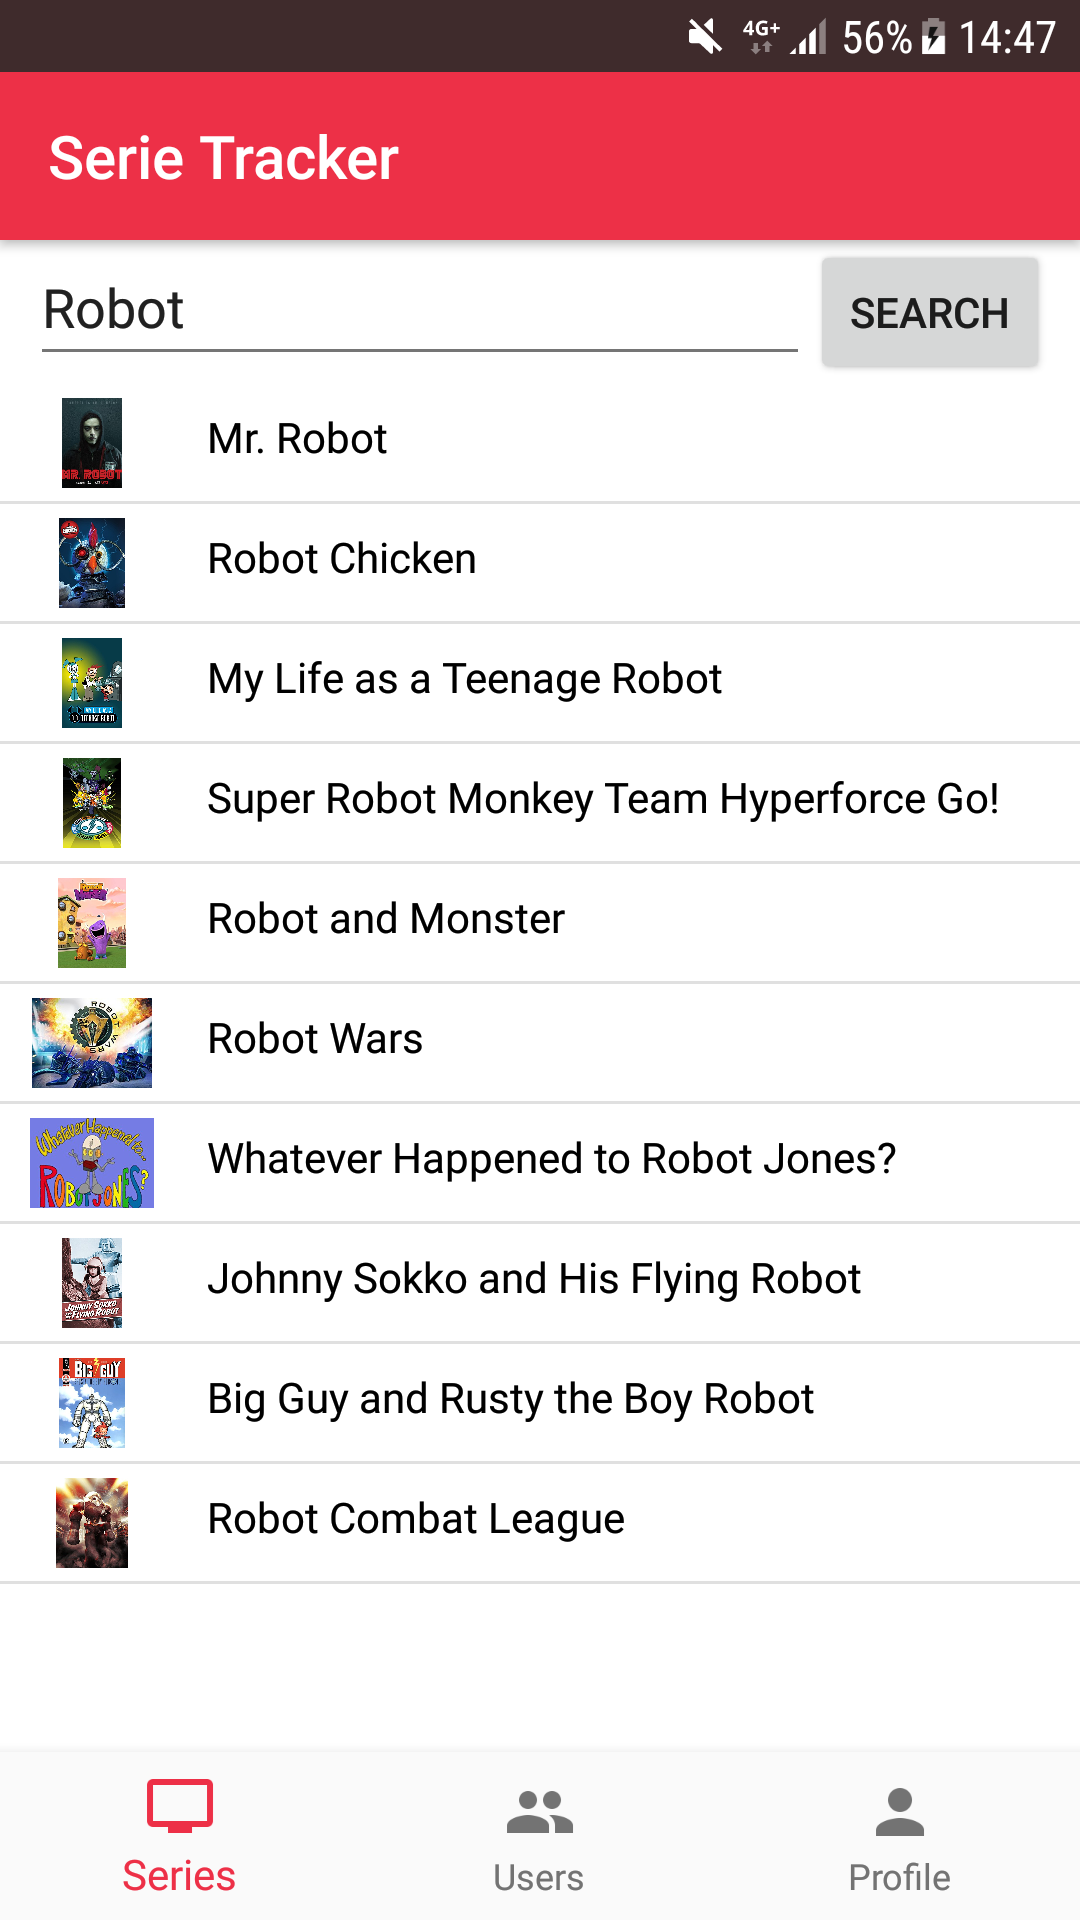 4G+ 56% 14:47
Serie Tracker
Robot
SEARCH
MR. ROBOT
Mr. Robot
Robot Chicken
My Life as a Teenage Robot
Super Robot Monkey Team Hyperforce Go!
Robot and Monster
ROBOT WARS
Robot Wars
Whatever Happened to...
ROBOT JONES?
Whatever Happened to Robot Jones?
JOHNNY SOKKO
FLYING ROBOT
Johnny Sokko and His Flying Robot
BIG GUY
Big Guy and Rusty the Boy Robot
Robot Combat League
Series
Users
Profile